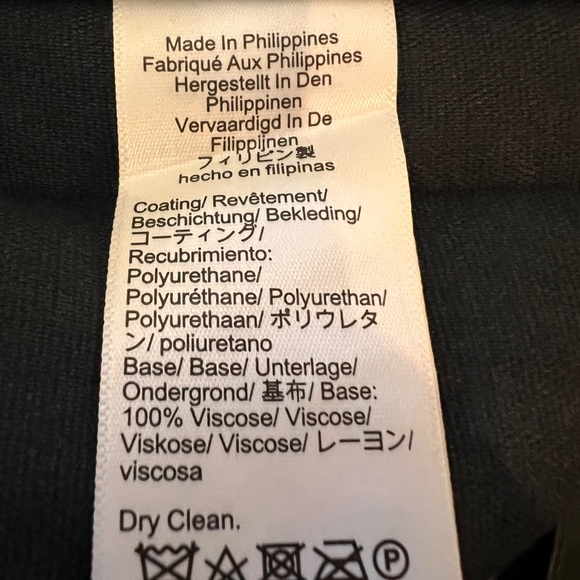 Made In Philippines
Fabriqué Aux Philippines
Hergestellt In Den
Philippinen
Vervaardigd In De
Filippijnen
フィリピン製
hecho en filipinas
Coating/ Revêtement/
Beschichtung/ Bekleding/
コーティング/
Recubrimiento:
Polyurethane/
Polyuréthane/ Polyurethan/
Polyurethaan/ ポリウレタ
ン/ poliuretano
Base/ Base/ Unterlage/
Ondergrond/ 基布/ Base:
100% Viscose/ Viscose/
Viskose/ Viscose/ レーヨン/
viscosa
Dry Clean.
P